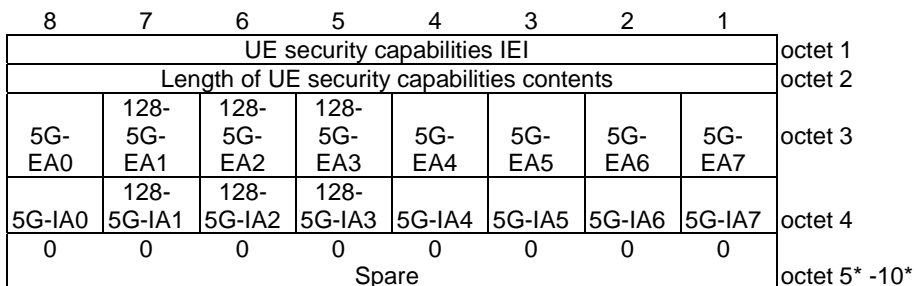 8 7 6 5 4 3 2 1
UE security capabilities IEI octet 1
Length of UE security capabilities contents octet 2
128- 128- 128-
5G- 5G- 5G- 5G- 5G- 5G- 5G- 5G- octet 3
EA0 EA1 EA2 EA3 EA4 EA5 EA6 EA7
128- 128- 128-
5G-IA0 5G-IA1 5G-IA2 5G-IA3 5G-IA4 5G-IA5 5G-IA6 5G-IA7 octet 4
0 0 0 0 0 0 0 0
Spare octet 5* -10*